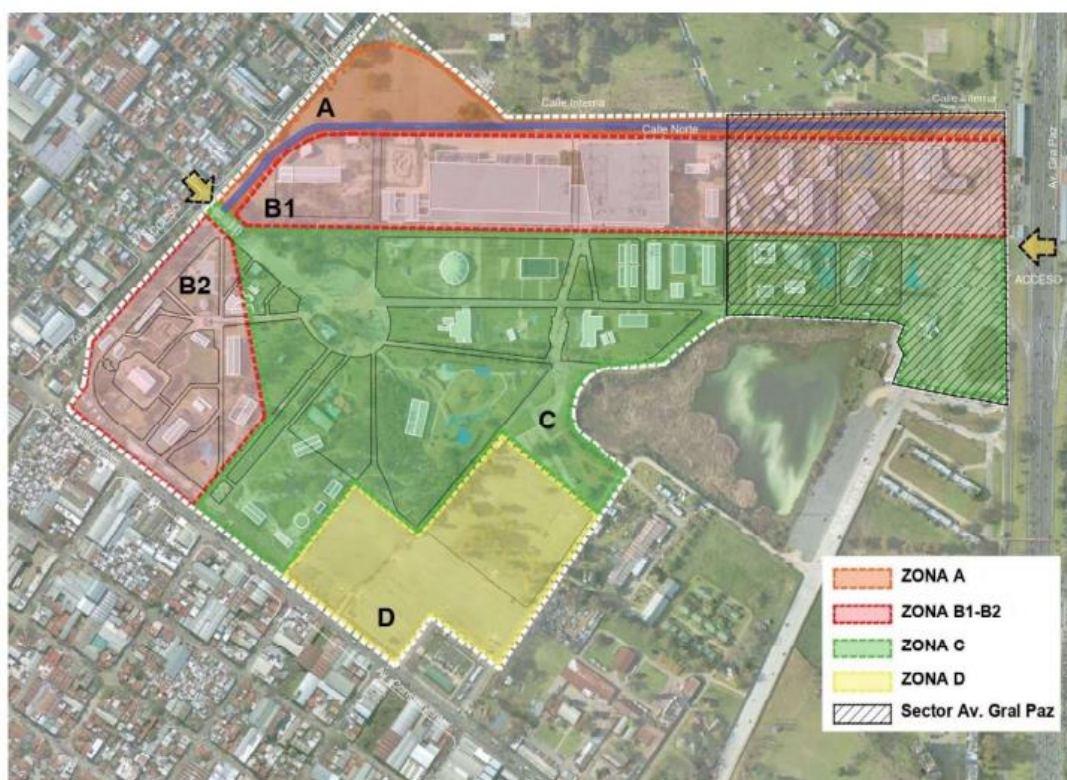 A
Calle Interna
Calle Interna
Calle Norte
Av. Gral Paz
B1
B2
ACCESO
C
D
ZONA A
ZONA B1-B2
ZONA C
ZONA D
Sector Av. Gral Paz